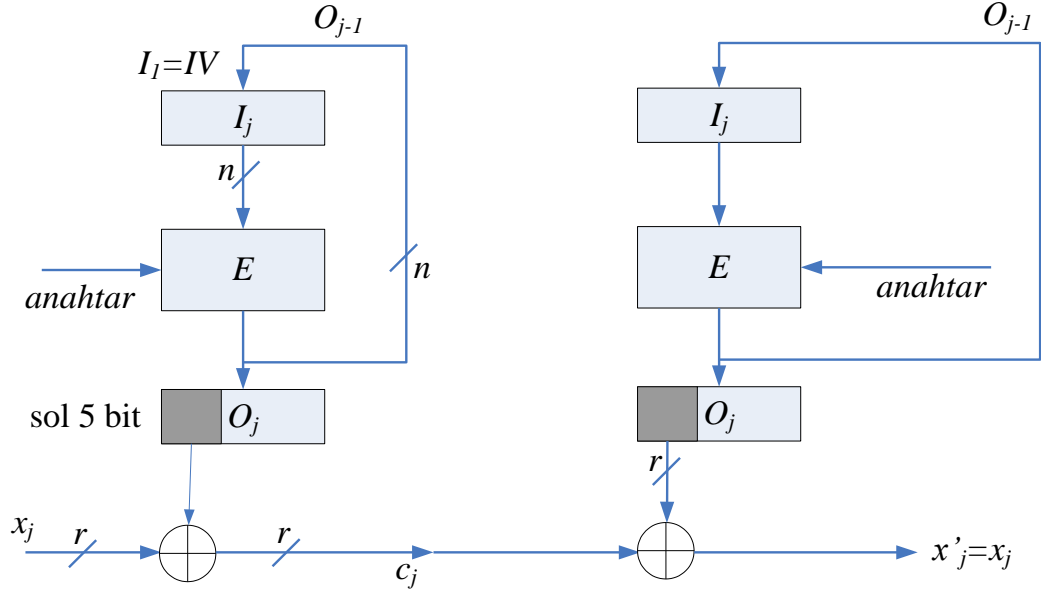 O_{j-1}
I_1=IV
I_j
n
E
n
anahtar
sol 5 bit
O_j
x_j
r
r
c_j
O_{j-1}
I_j
E
anahtar
O_j
r
x'_j=x_j